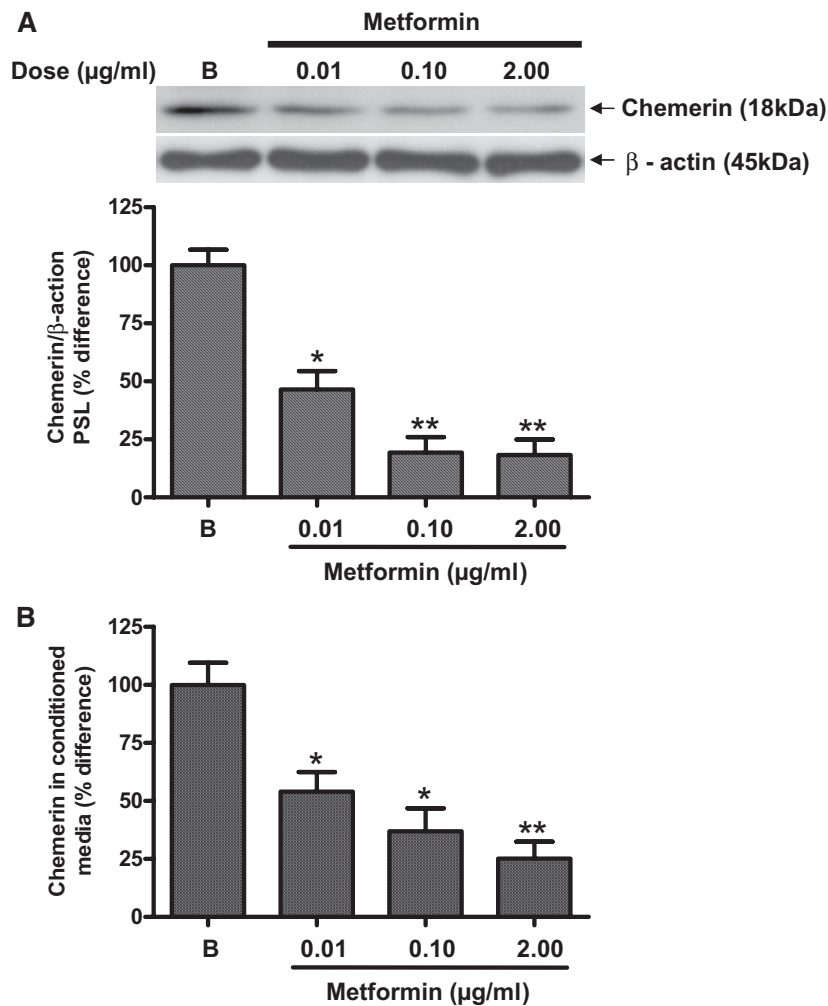 A
Metformin
Dose (μg/ml) B 0.01 0.10 2.00
Chemerin (18kDa)
β - actin (45kDa)
125
100
75
50
25
0
Chemerin/β-action
PSL (% difference)
*
**
**
B 0.01 0.10 2.00
Metformin (μg/ml)
B
125
100
75
50
25
0
Chemerin in conditioned
media (% difference)
*
*
**
B 0.01 0.10 2.00
Metformin (μg/ml)